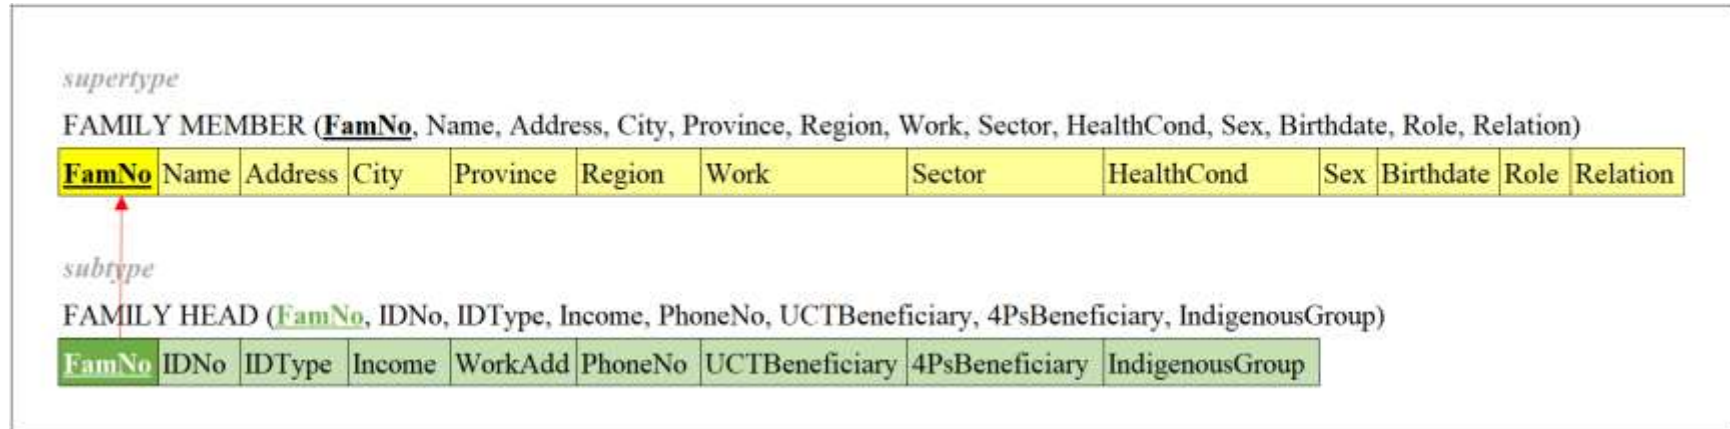 supertype
FAMILY MEMBER (FamNo, Name, Address, City, Province, Region, Work, Sector, HealthCond, Sex, Birthdate, Role, Relation)
FamNo Name Address City Province Region Work Sector HealthCond Sex Birthdate Role Relation
subtype
FAMILY HEAD (FamNo, IDNo, IDType, Income, PhoneNo, UCTBeneficiary, 4PsBeneficiary, IndigenousGroup)
FamNo IDNo IDType Income WorkAdd PhoneNo UCTBeneficiary 4PsBeneficiary IndigenousGroup